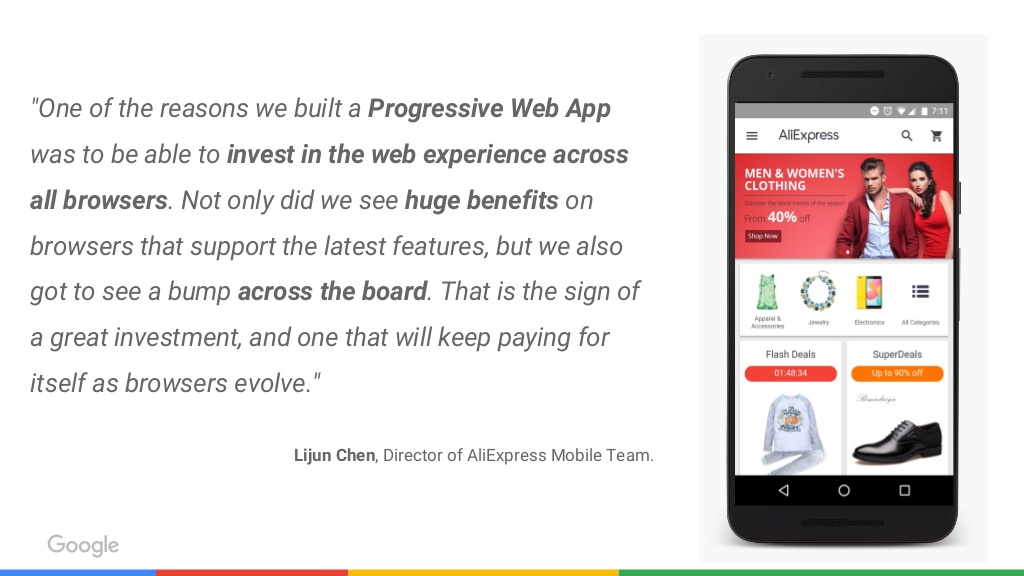 "One of the reasons we built a Progressive Web App
was to be able to invest in the web experience across
all browsers. Not only did we see huge benefits on
browsers that support the latest features, but we also
got to see a bump across the board. That is the sign of
a great investment, and one that will keep paying for
itself as browsers evolve."
Lijun Chen, Director of AliExpress Mobile Team.
Google
7:11
AliExpress
MEN & WOMEN'S
CLOTHING
Discover the latest trends of the season
From 40% off
Shop Now
Apparel &
Accessories
Jewelry
Electronics
All Categories
Flash Deals
01:48:34
SuperDeals
Up to 90% off